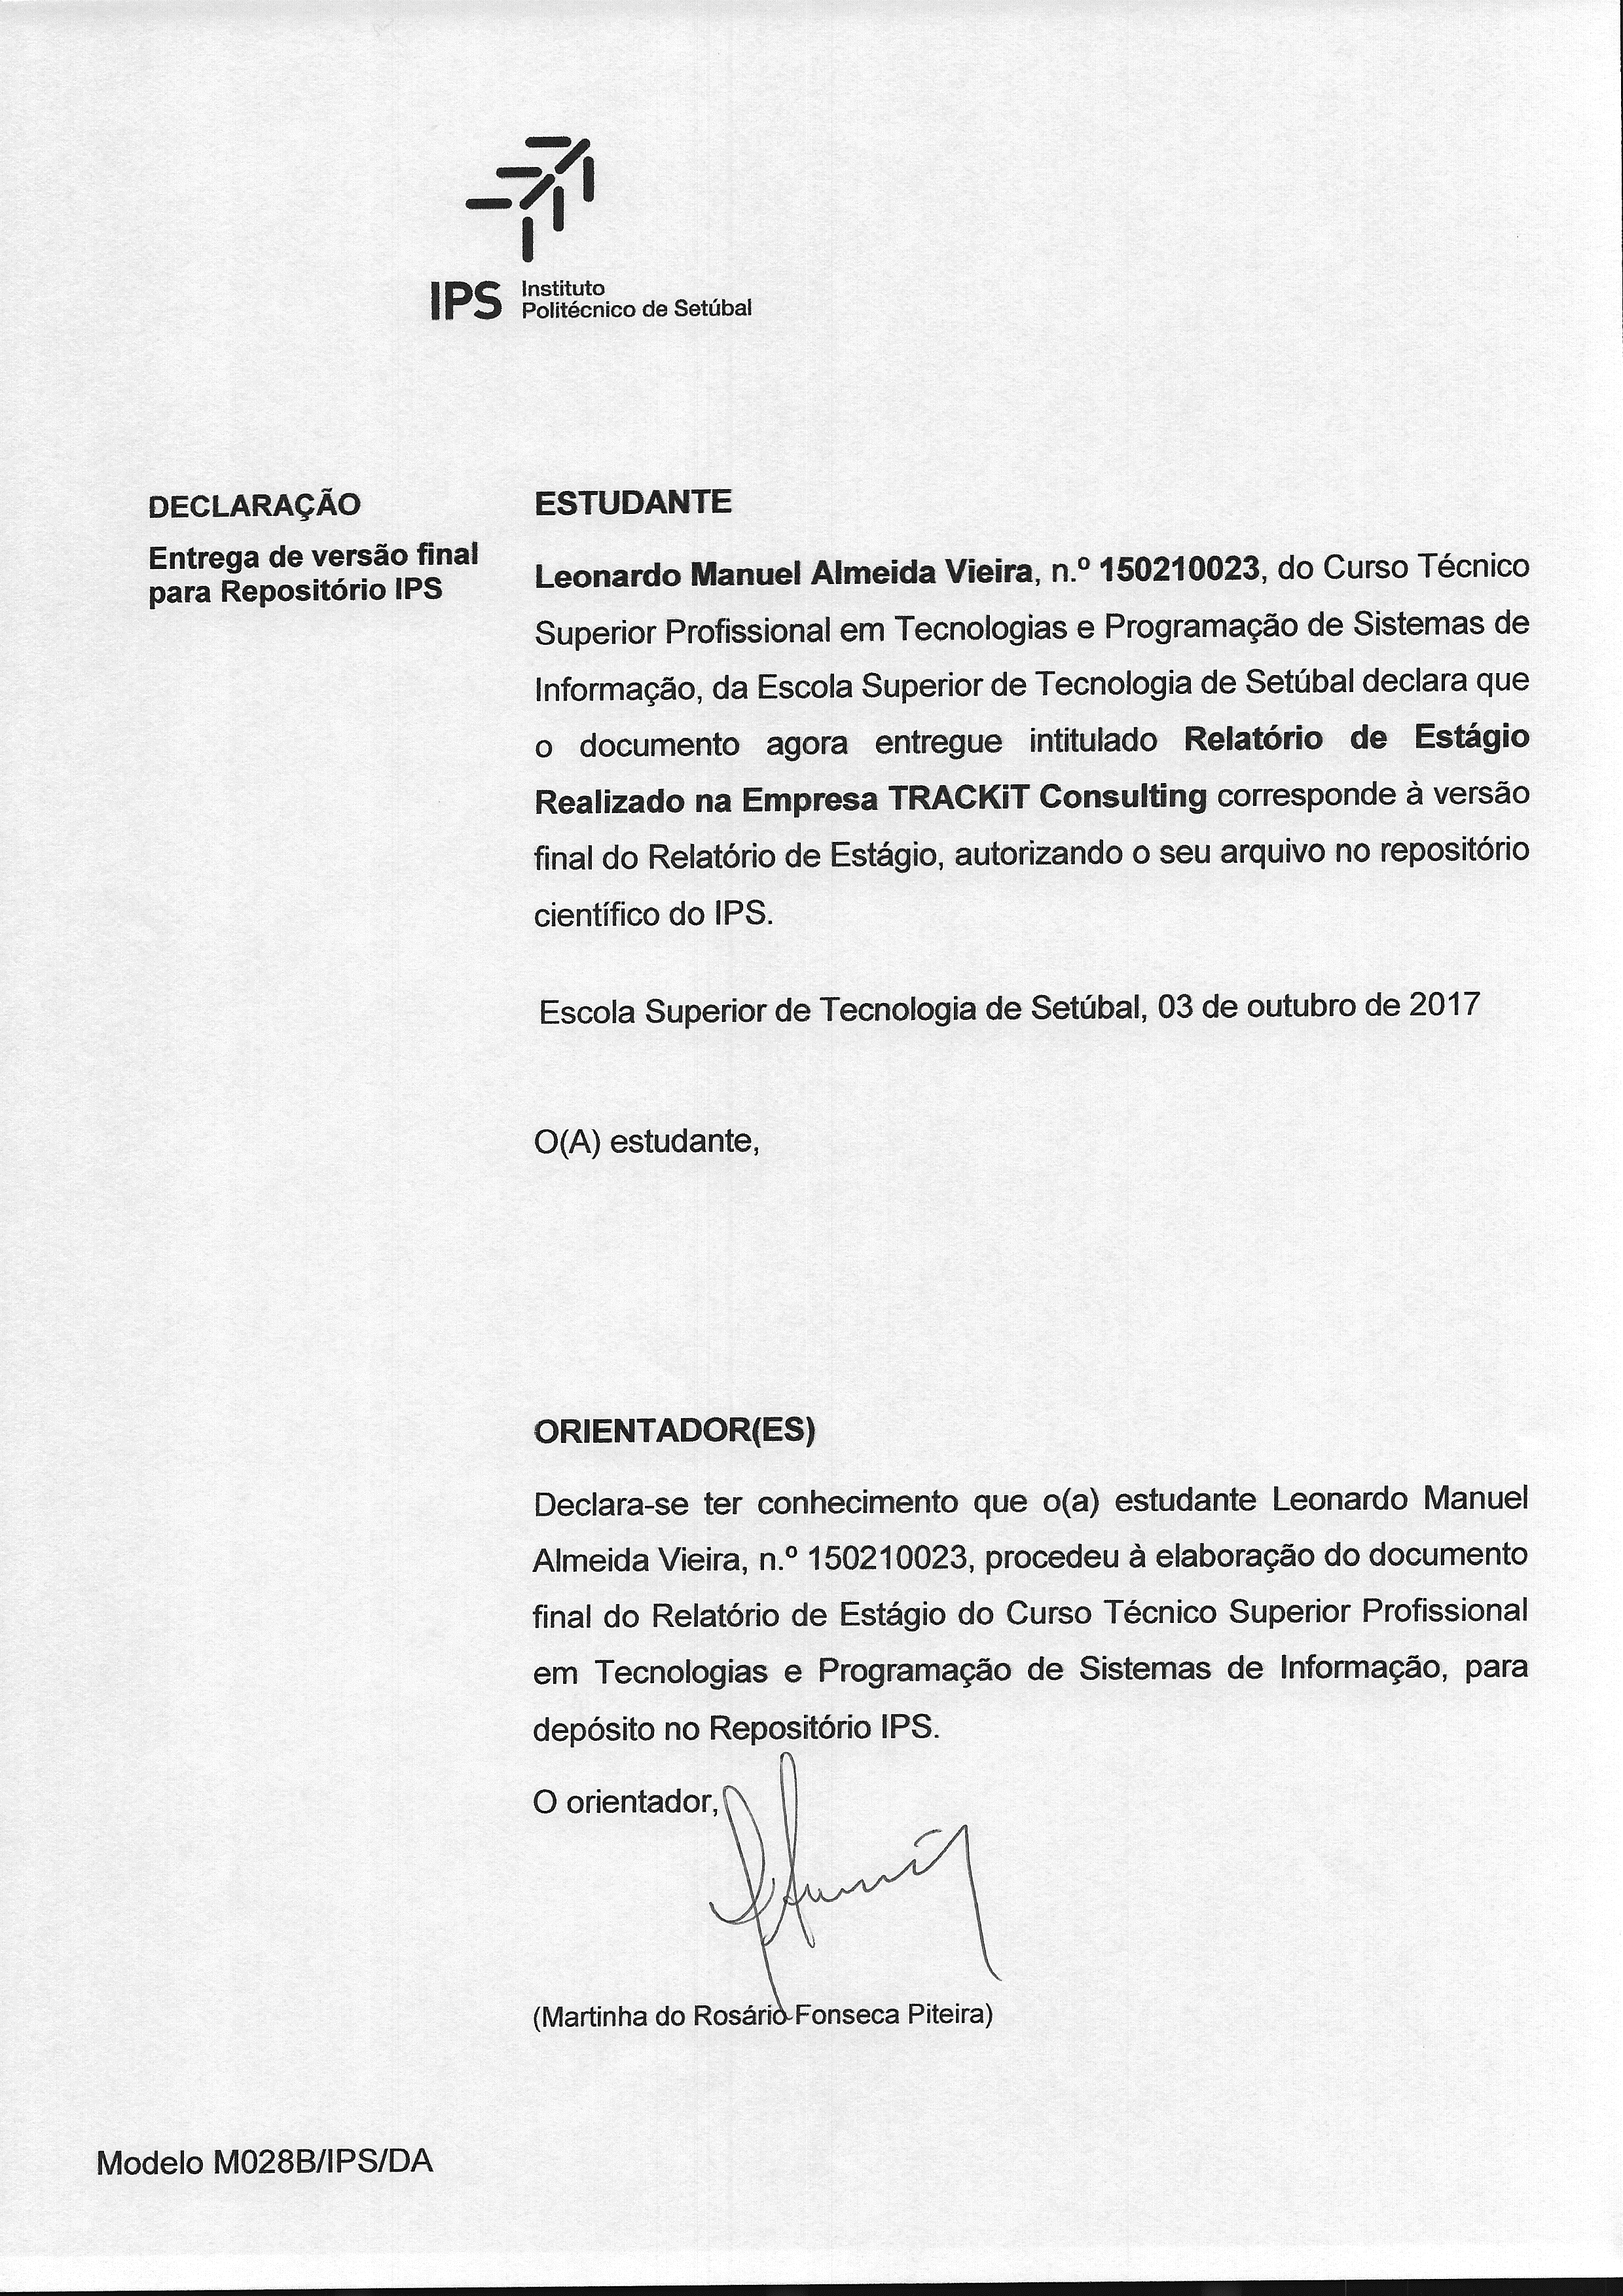 IPS Instituto
Politécnico de Setúbal
DECLARAÇÃO
Entrega de versão final
para Repositório IPS
ESTUDANTE
Leonardo Manuel Almeida Vieira, n.º 150210023, do Curso Técnico
Superior Profissional em Tecnologias e Programação de Sistemas de
Informação, da Escola Superior de Tecnologia de Setúbal declara que
o documento agora entregue intitulado Relatório de Estágio
Realizado na Empresa TRACKiT Consulting corresponde à versão
final do Relatório de Estágio, autorizando o seu arquivo no repositório
científico do IPS.
Escola Superior de Tecnologia de Setúbal, 03 de outubro de 2017
O(A) estudante,
ORIENTADOR(ES)
Declara-se ter conhecimento que o(a) estudante Leonardo Manuel
Almeida Vieira, n.º 150210023, procedeu à elaboração do documento
final do Relatório de Estágio do Curso Técnico Superior Profissional
em Tecnologias e Programação de Sistemas de Informação, para
depósito no Repositório IPS.
O orientador,
(Martinha do Rosário Fonseca Piteira)
Modelo M028B/IPS/DA